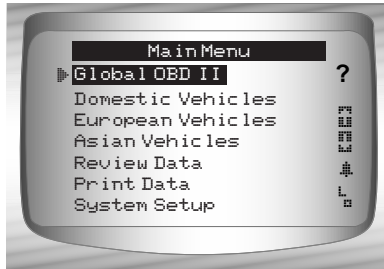 Main Menu
Global OBD II
?
Domestic Vehicles
European Vehicles
Asian Vehicles
Review Data
Print Data
System Setup